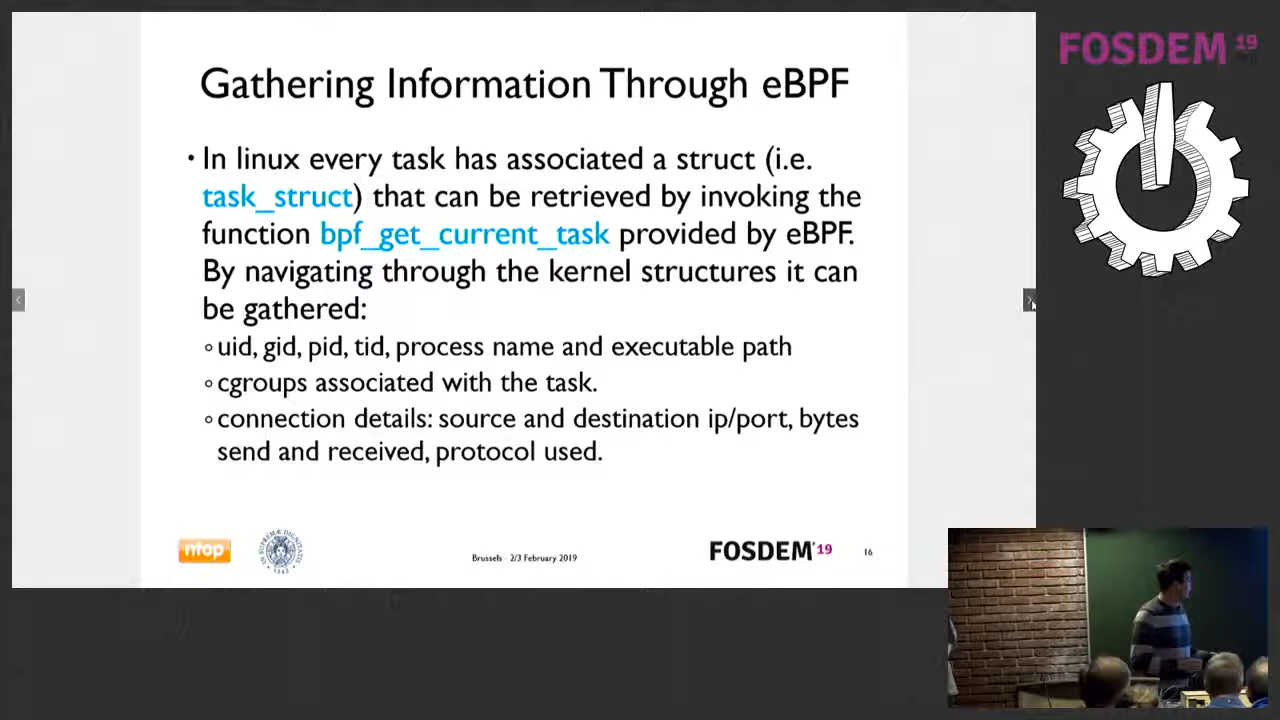 FOSDEM 19
Gathering Information Through eBPF
• In linux every task has associated a struct (i.e.
task_struct) that can be retrieved by invoking the
function bpf_get_current_task provided by eBPF.
By navigating through the kernel structures it can
be gathered:
◦ uid, gid, pid, tid, process name and executable path
◦ cgroups associated with the task.
◦ connection details: source and destination ip/port, bytes
send and received, protocol used.
ntop
Brussels - 2/3 February 2019
FOSDEM'19
16